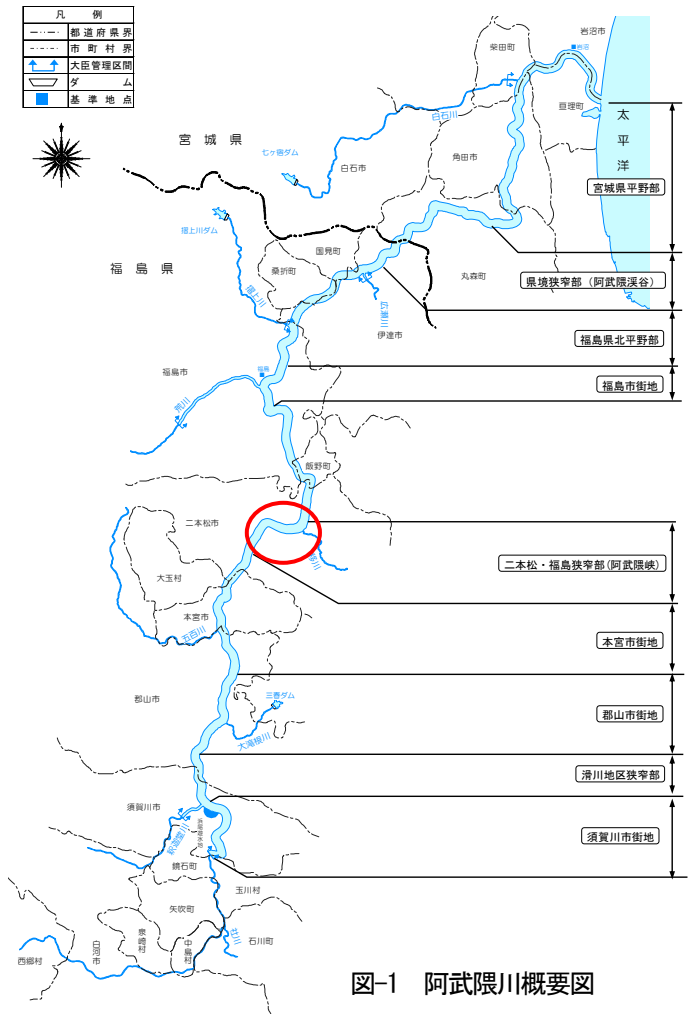 凡 例
都道府県界
市町村界
大臣管理区間
ダム
基準地点
岩沼市
岩沼
柴田町
亘理町
太平洋
白石川
宮城県
七ヶ宿ダム
白石市
角田市
宮城県平野部
摺上川ダム
国見町
桑折町
福島県
丸森町
県境狭窄部（阿武隈渓谷）
摺上川
広瀬川
伊達市
福島県北平野部
福島市
福島
福島市街地
荒川
飯野町
二本松市
二本松・福島狭窄部(阿武隈峡)
大玉村
本宮市
五百川
本宮市街地
郡山市
三春ダム
大滝根川
郡山市街地
滑川地区狭窄部
須賀川市
釈迦堂川
浜尾遊水地
須賀川市街地
鏡石町
玉川村
矢吹町
社川
石川町
泉崎村
中島村
白河市
西郷村
図-1 阿武隈川概要図